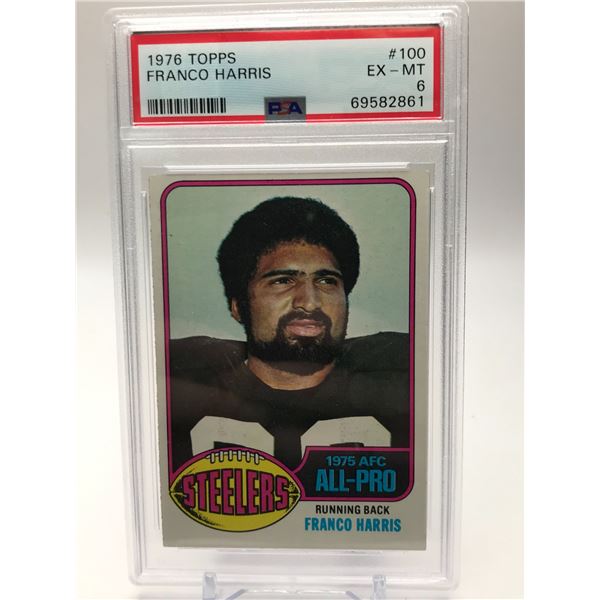 1976 TOPPS #100
FRANCO HARRIS EX - MT
6
PSA 69582861
1975 AFC
ALL-PRO
STEELERS
RUNNING BACK
FRANCO HARRIS